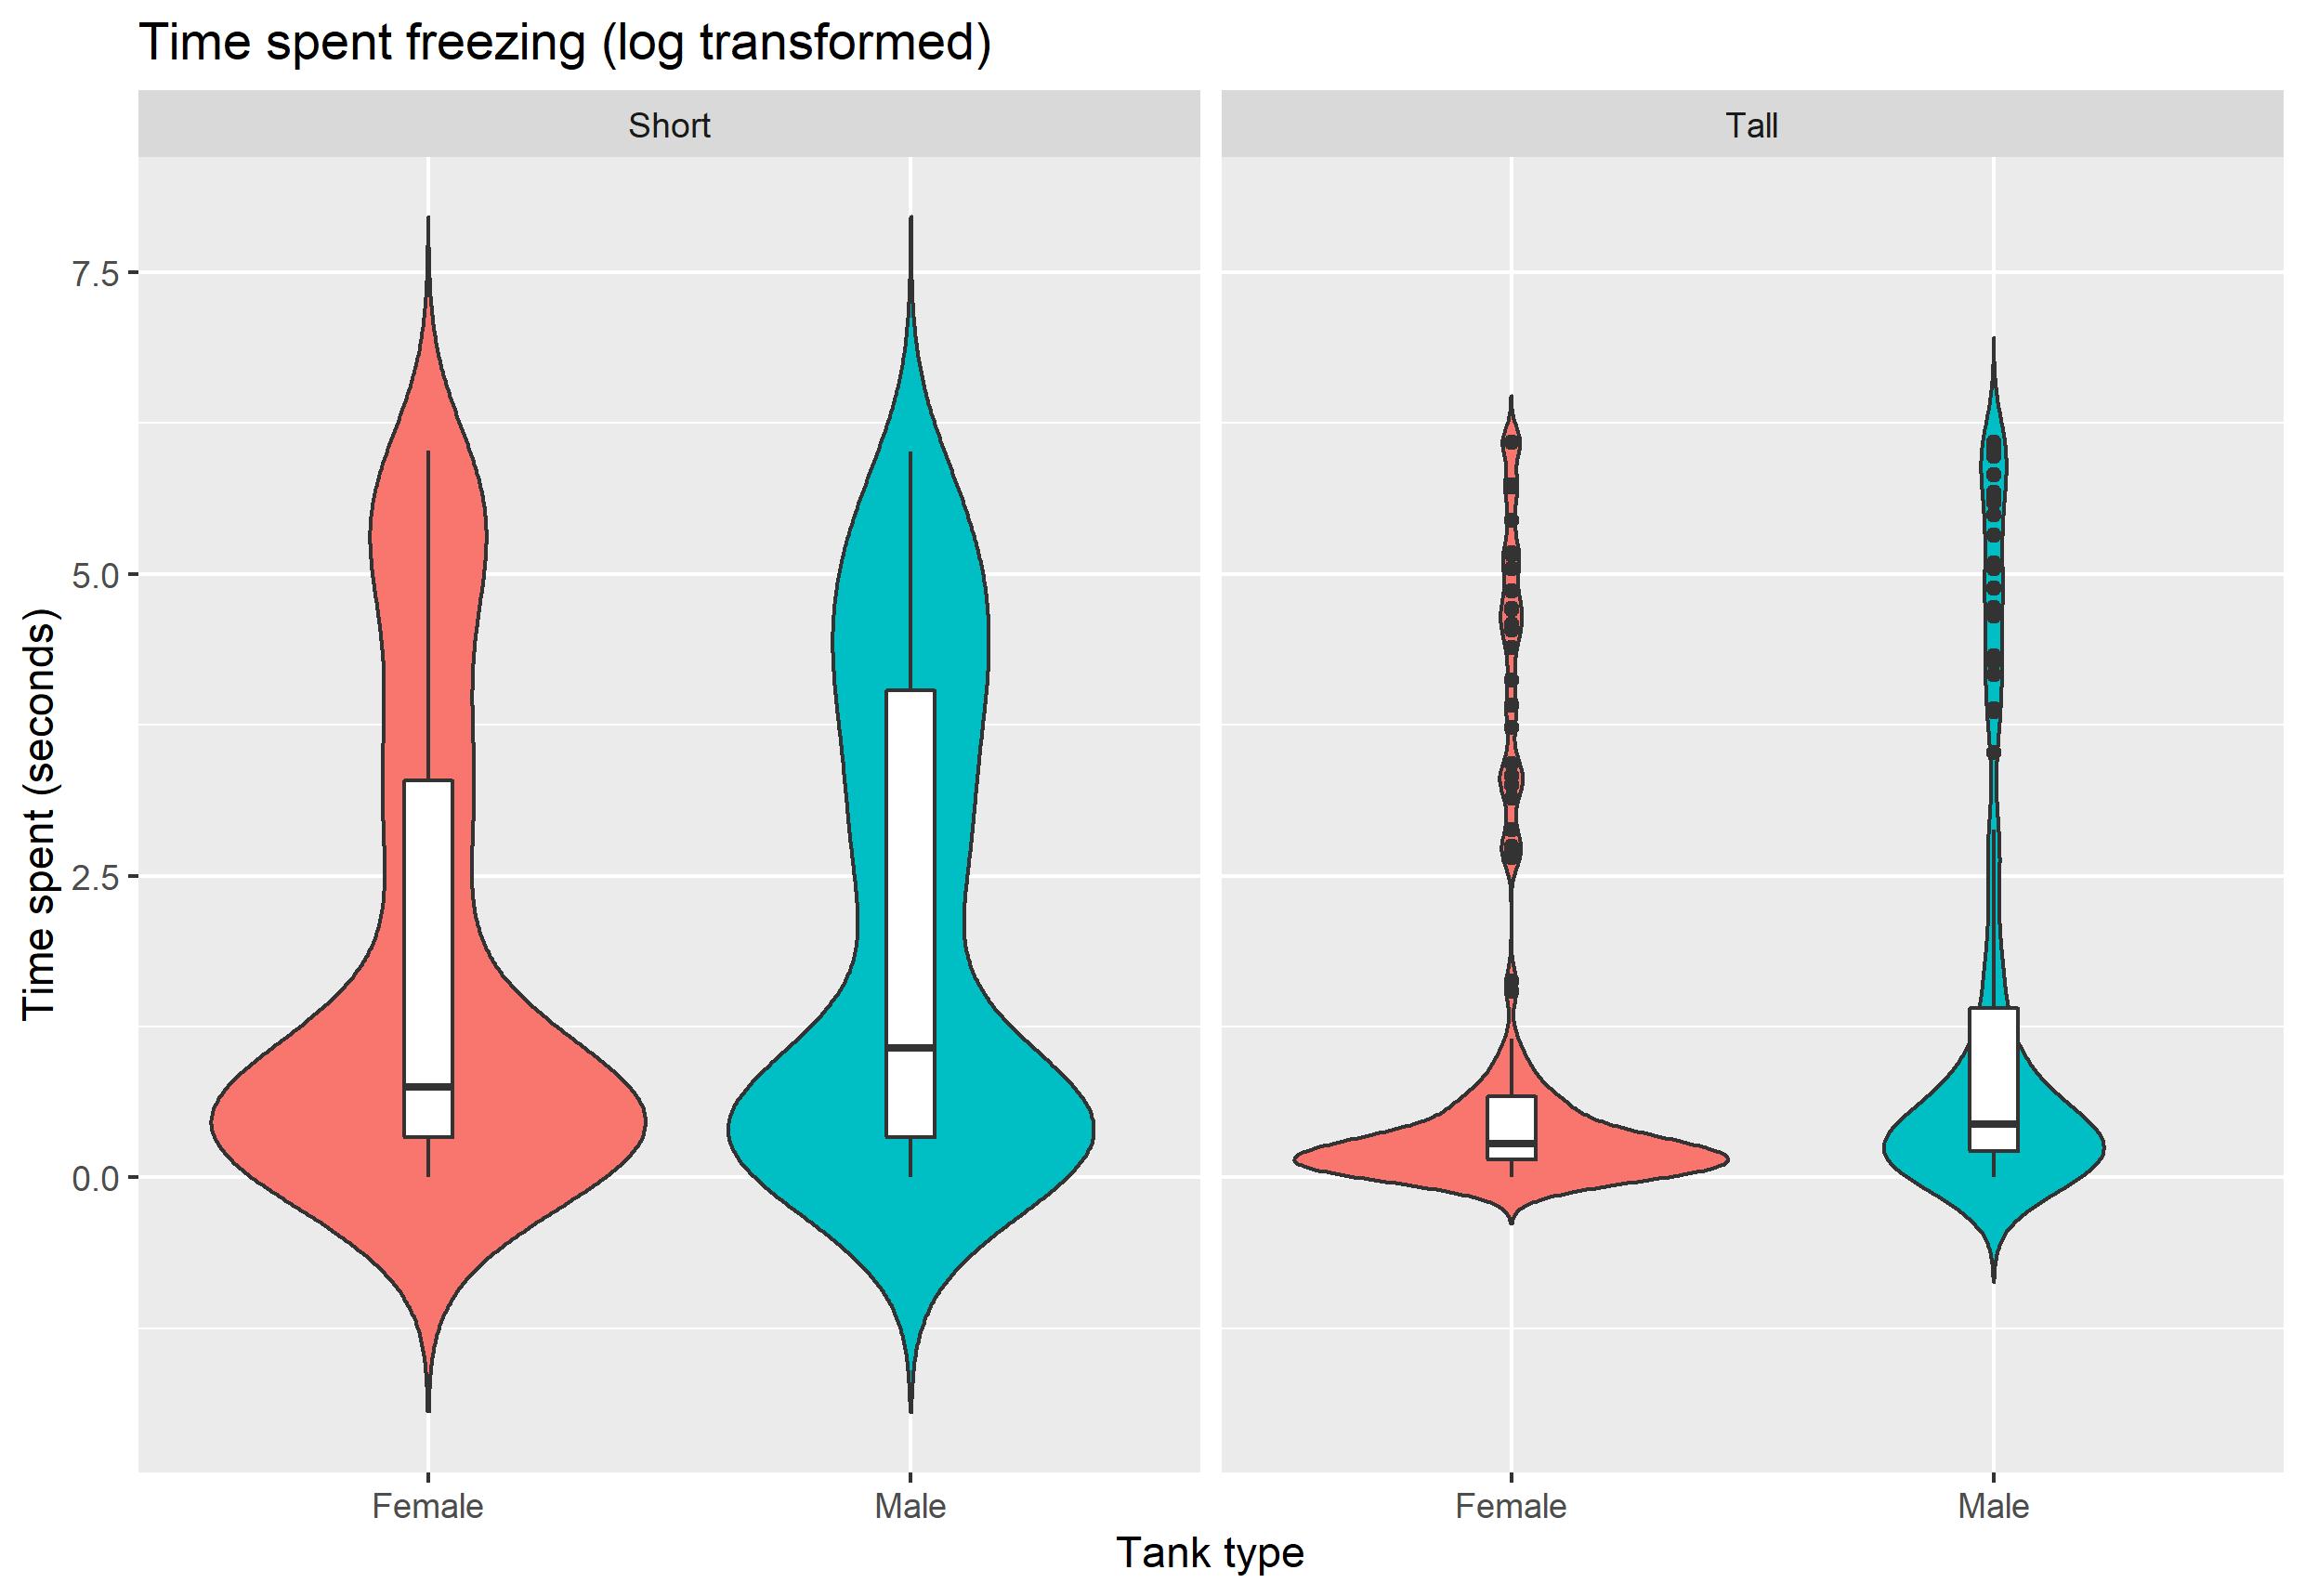 Time spent freezing (log transformed)
Short
Tall
Time spent (seconds)
7.5
5.0
2.5
0.0
Female
Male
Female
Male
Tank type